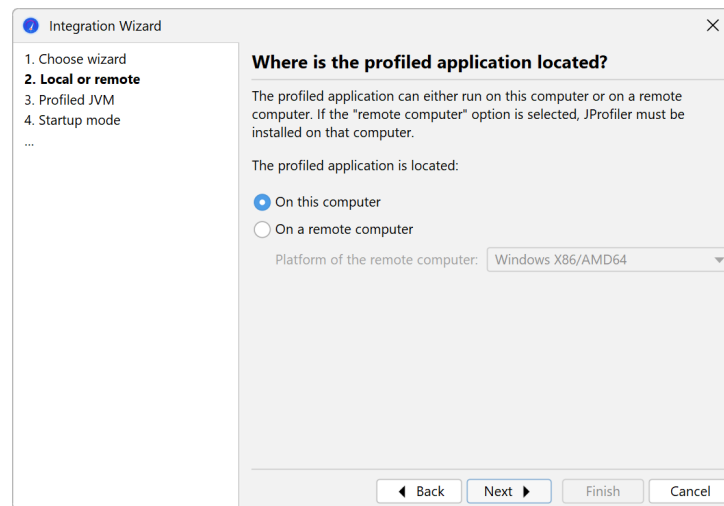 Integration Wizard
1. Choose wizard
2. Local or remote
3. Profiled JVM
4. Startup mode
...
Where is the profiled application located?
The profiled application can either run on this computer or on a remote
computer. If the "remote computer" option is selected, JProfiler must be
installed on that computer.
The profiled application is located:
On this computer
On a remote computer
Platform of the remote computer: Windows X86/AMD64
Back Next Finish Cancel